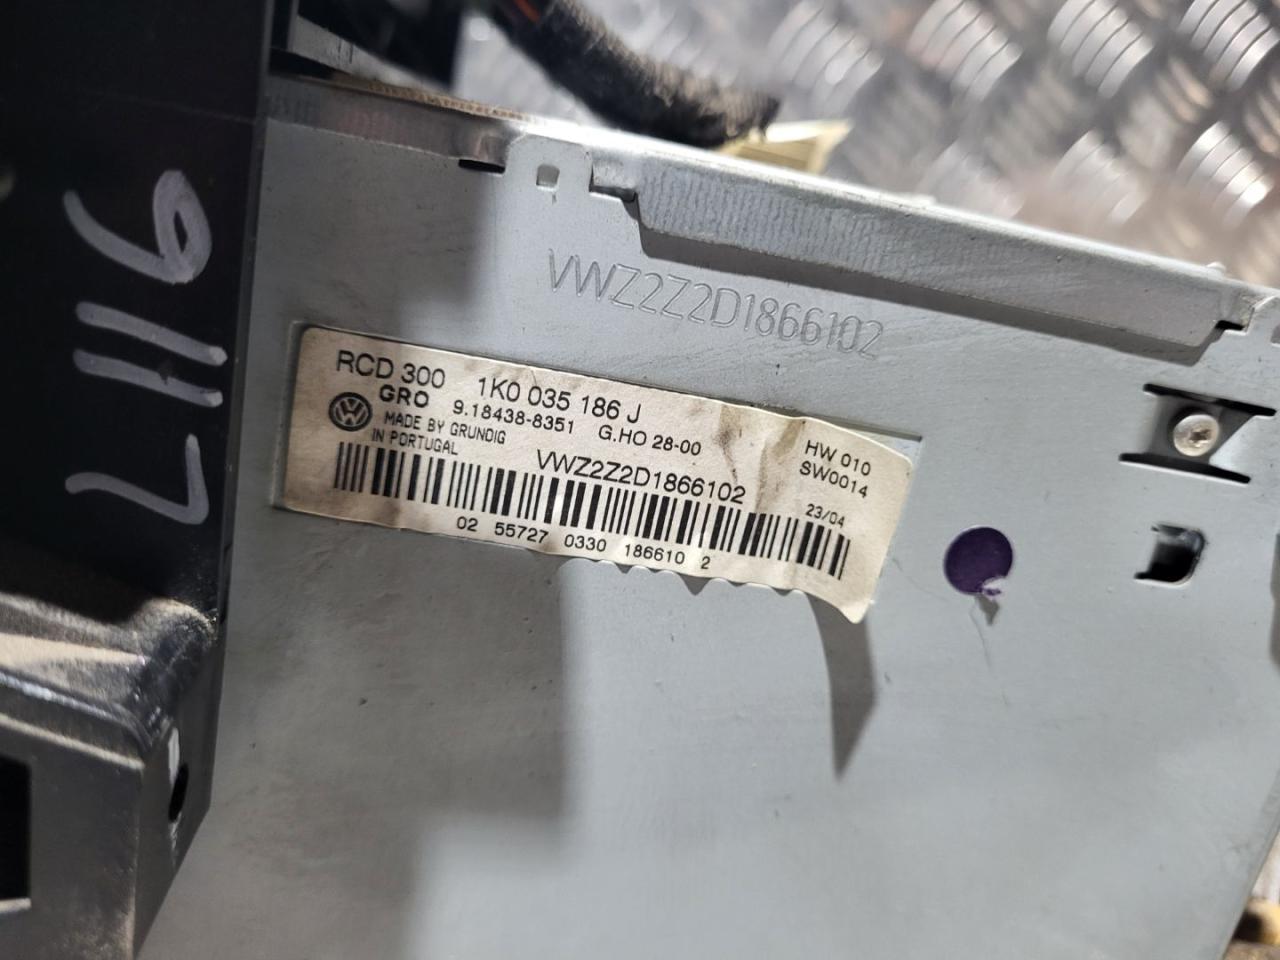 L1167
VWZ2Z2D1866102
RCD 300 1K0 035 186 J
GRO 9.18438-8351 G.HO 28-00 HW 010
MADE BY GRUNDIG SW0014
IN PORTUGAL VWZ2Z2D1866102 23/04
02 55727 0330 186610 2